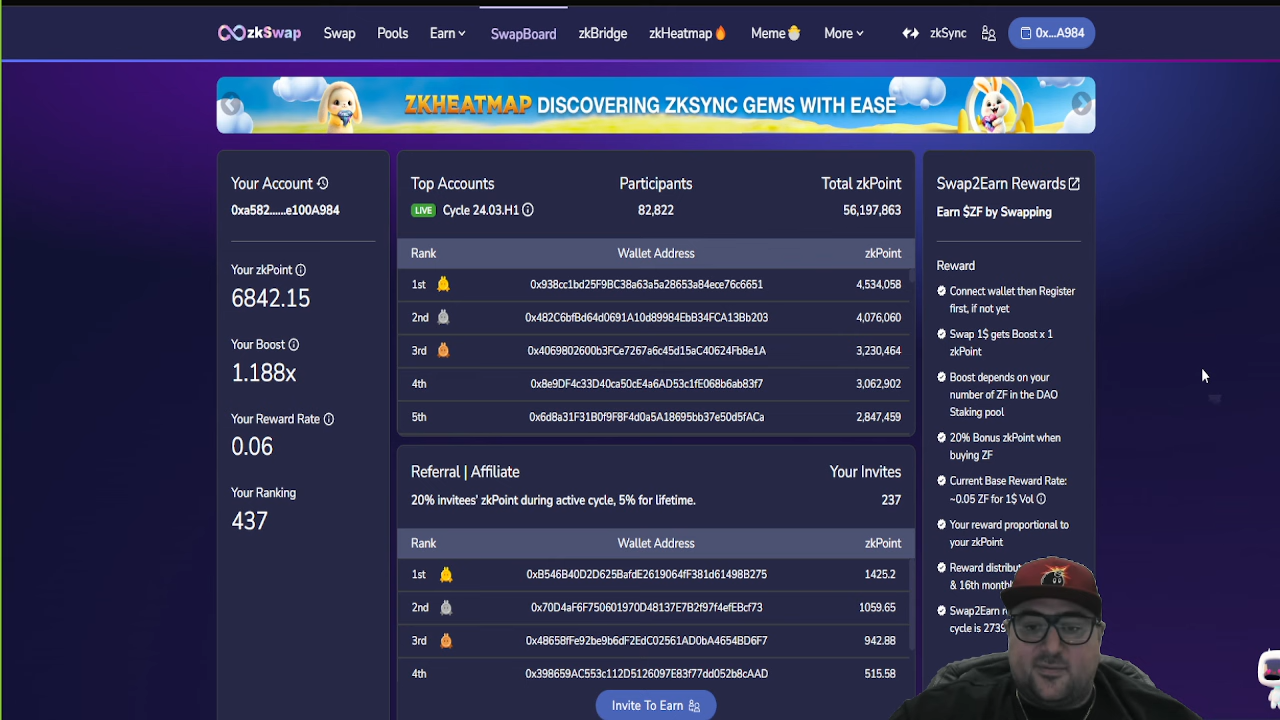 zkSwap
Swap
Pools
Earn
SwapBoard
zkBridge
zkHeatmap🔥
Meme🐣
More
zkSync
0x...A984
ZKHEATMAP DISCOVERING ZKSYNC GEMS WITH EASE
Your Account
0xa582......e100A984
Your zkPoint
6842.15
Your Boost
1.188x
Your Reward Rate
0.06
Your Ranking
437
Top Accounts Participants Total zkPoint
LIVE Cycle 24.03.H1 82,822 56,197,863
Rank Wallet Address zkPoint
1st 0x938cc1bd25F9BC38a63a5a28653a84ece76c6651 4,534,058
2nd 0x482C6bfBd64d0691A10d89984EbB34FCA13Bb203 4,076,060
3rd 0x4069802600b3FCe7267a6c45d15aC40624Fb8e1A 3,230,464
4th 0x8e9DF4c33D40ca50cE4a6AD53c1fE068b6ab83f7 3,062,902
5th 0x6d8a31F31B0f9F8F4d0a5A18695bb37e50d5fACa 2,847,459
Referral | Affiliate Your Invites
20% invitees' zkPoint during active cycle, 5% for lifetime. 237
Rank Wallet Address zkPoint
1st 0xB546B40D2D625BafdE2619064fF381d61498B275 1425.2
2nd 0x70D4aF6F750601970D48137E7B2f97f4efEBcf73 1059.65
3rd 0x48658fFe92be9b6dF2EdC02561AD0bA4654BD6F7 942.88
4th 0x398659AC553c112D5126097E83f77dd052b8cAAD 515.58
Invite To Earn
Swap2Earn Rewards
Earn $ZF by Swapping
Reward
Connect wallet then Register
first, if not yet
Swap 1$ gets Boost x 1
zkPoint
Boost depends on your
number of ZF in the DAO
Staking pool
20% Bonus zkPoint when
buying ZF
Current Base Reward Rate:
~0.05 ZF for 1$ Vol
Your reward proportional to
your zkPoint
Reward
& 16th
Swap2Earn
cycle is